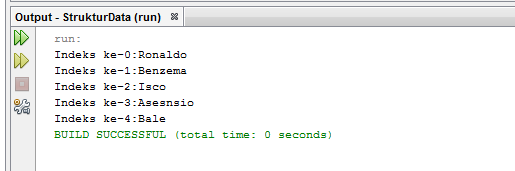 Output - StrukturData (run)
run:
Indeks ke-0:Ronaldo
Indeks ke-1:Benzema
Indeks ke-2:Isco
Indeks ke-3:Asesnsio
Indeks ke-4:Bale
BUILD SUCCESSFUL (total time: 0 seconds)